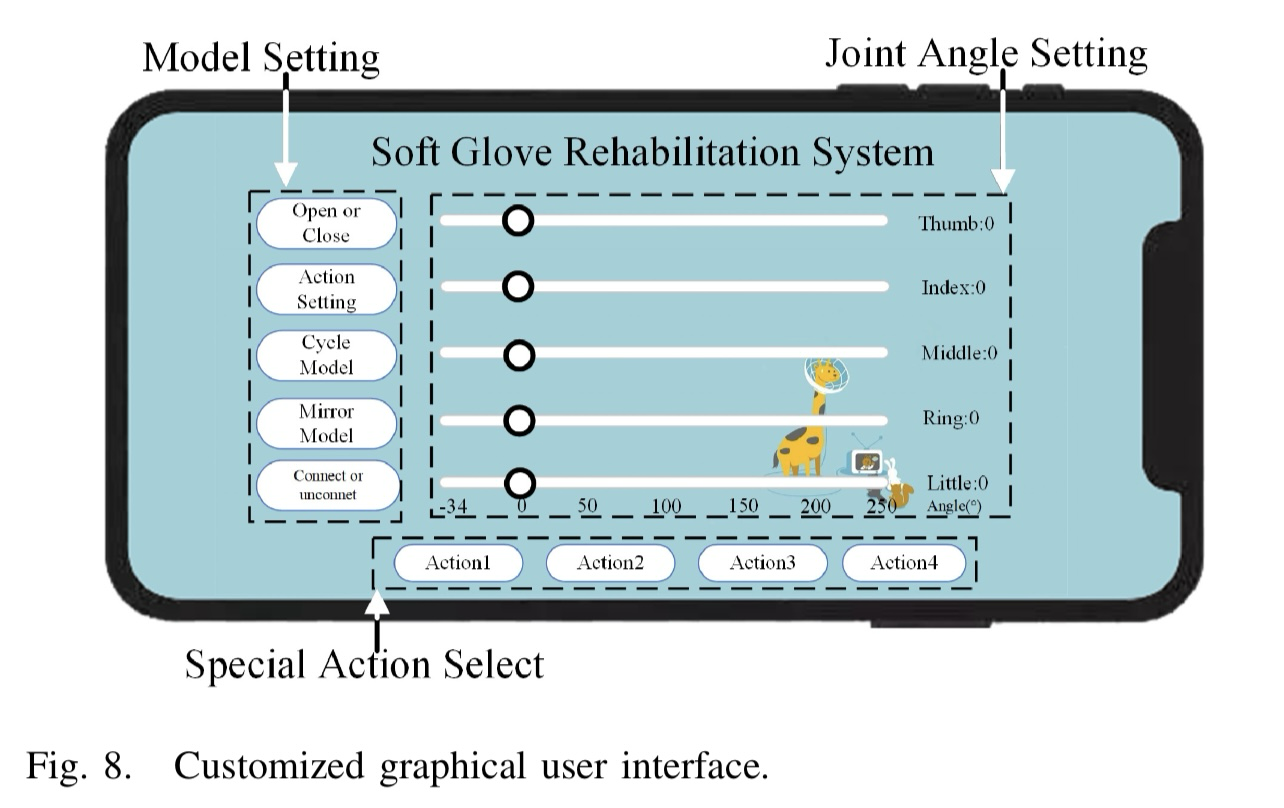 Model Setting
Joint Angle Setting
Soft Glove Rehabilitation System
Open or
Close
Thumb:0
Action
Setting
Index:0
Cycle
Model
Middle:0
Mirror
Model
Ring:0
Connect or
unconnet
Little:0
-34 0 50 100 150 200 250 Angle(°)
Action1 Action2 Action3 Action4
Special Action Select
Fig. 8. Customized graphical user interface.